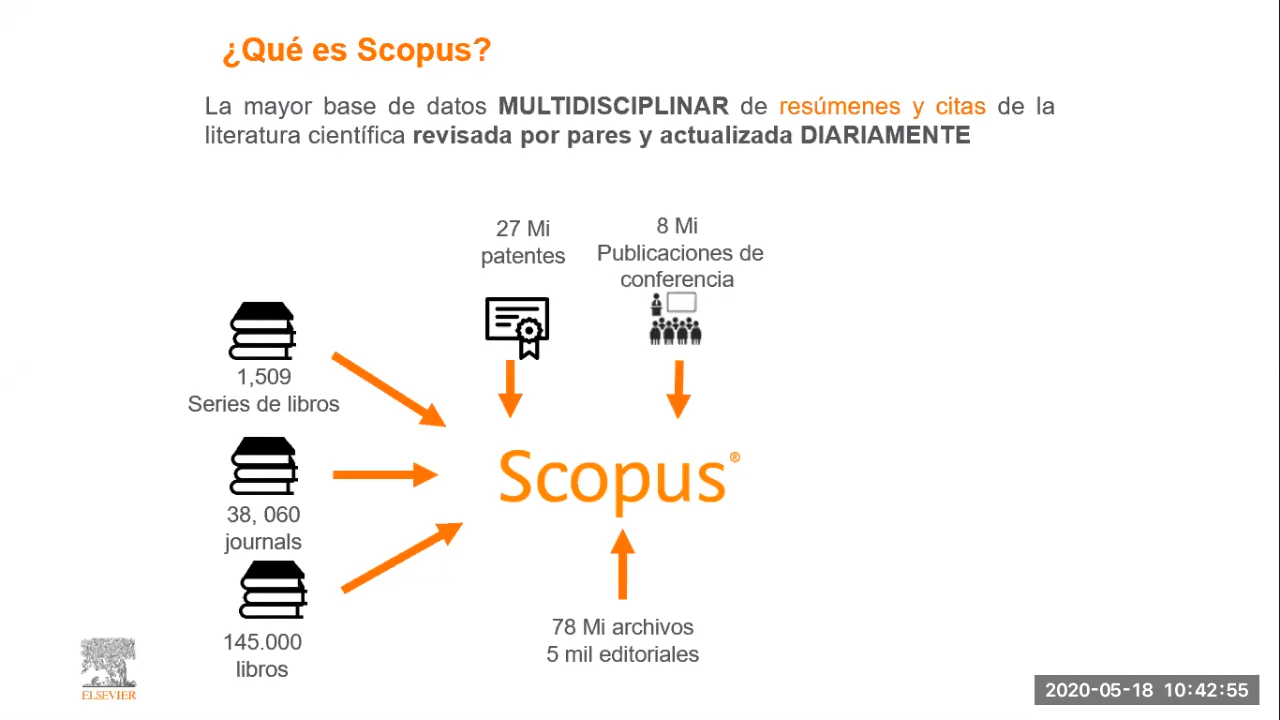 ¿Qué es Scopus?
La mayor base de datos MULTIDISCIPLINAR de resúmenes y citas de la
literatura científica revisada por pares y actualizada DIARIAMENTE
27 Mi
patentes
8 Mi
Publicaciones de
conferencia
1,509
Series de libros
38, 060
journals
145.000
libros
Scopus®
78 Mi archivos
5 mil editoriales
ELSEVIER
2020-05-18 10:42:55